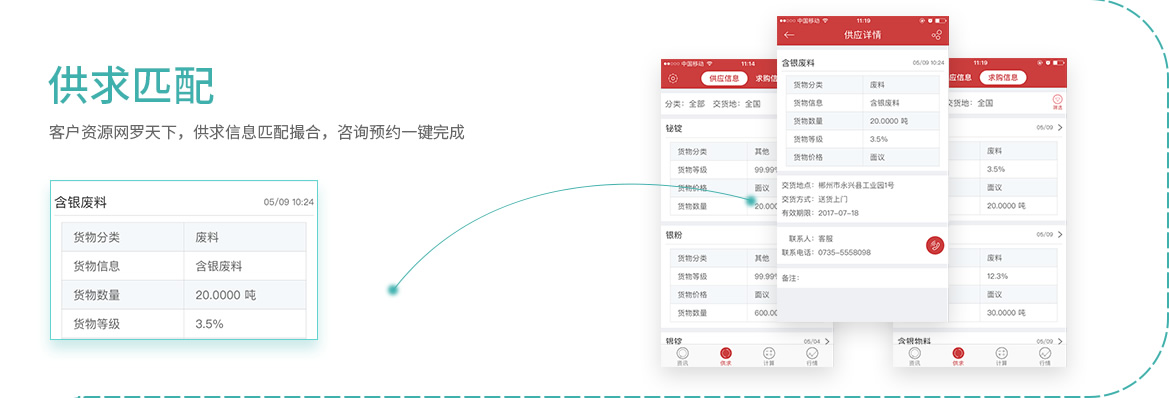 供求匹配
客户资源网罗天下，供求信息匹配撮合，咨询预约一键完成
含银废料 05/09 10:24
货物分类 废料
货物信息 含银废料
货物数量 20.0000 吨
货物等级 3.5%
中国移动 11:14
供应信息 求购信
分类：全部 交货地：全国
铋锭
货物分类 其他
货物等级 99.99%
货物价格 面议
货物数量 20.000
银粉
货物分类 其他
货物等级 99.99%
货物价格 面议
货物数量 600.00
锡锭 05/04
资讯 供求 计算 行情
中国移动 11:19
供应详情
含银废料 05/09 10:24
货物分类 废料
货物信息 含银废料
货物数量 20.0000 吨
货物等级 3.5%
货物价格 面议
交货地点：郴州市永兴县工业园1号
交货方式：送货上门
有效期限：2017-07-18
联系人：客服
联系电话：0735-5558098
备注：
11:19
应信息 求购信息
交货地：全国 筛选
05/09
废料
3.5%
面议
20.0000 吨
05/09
废料
12.3%
面议
30.0000 吨
含银物料 05/09
资讯 供求 计算 行情